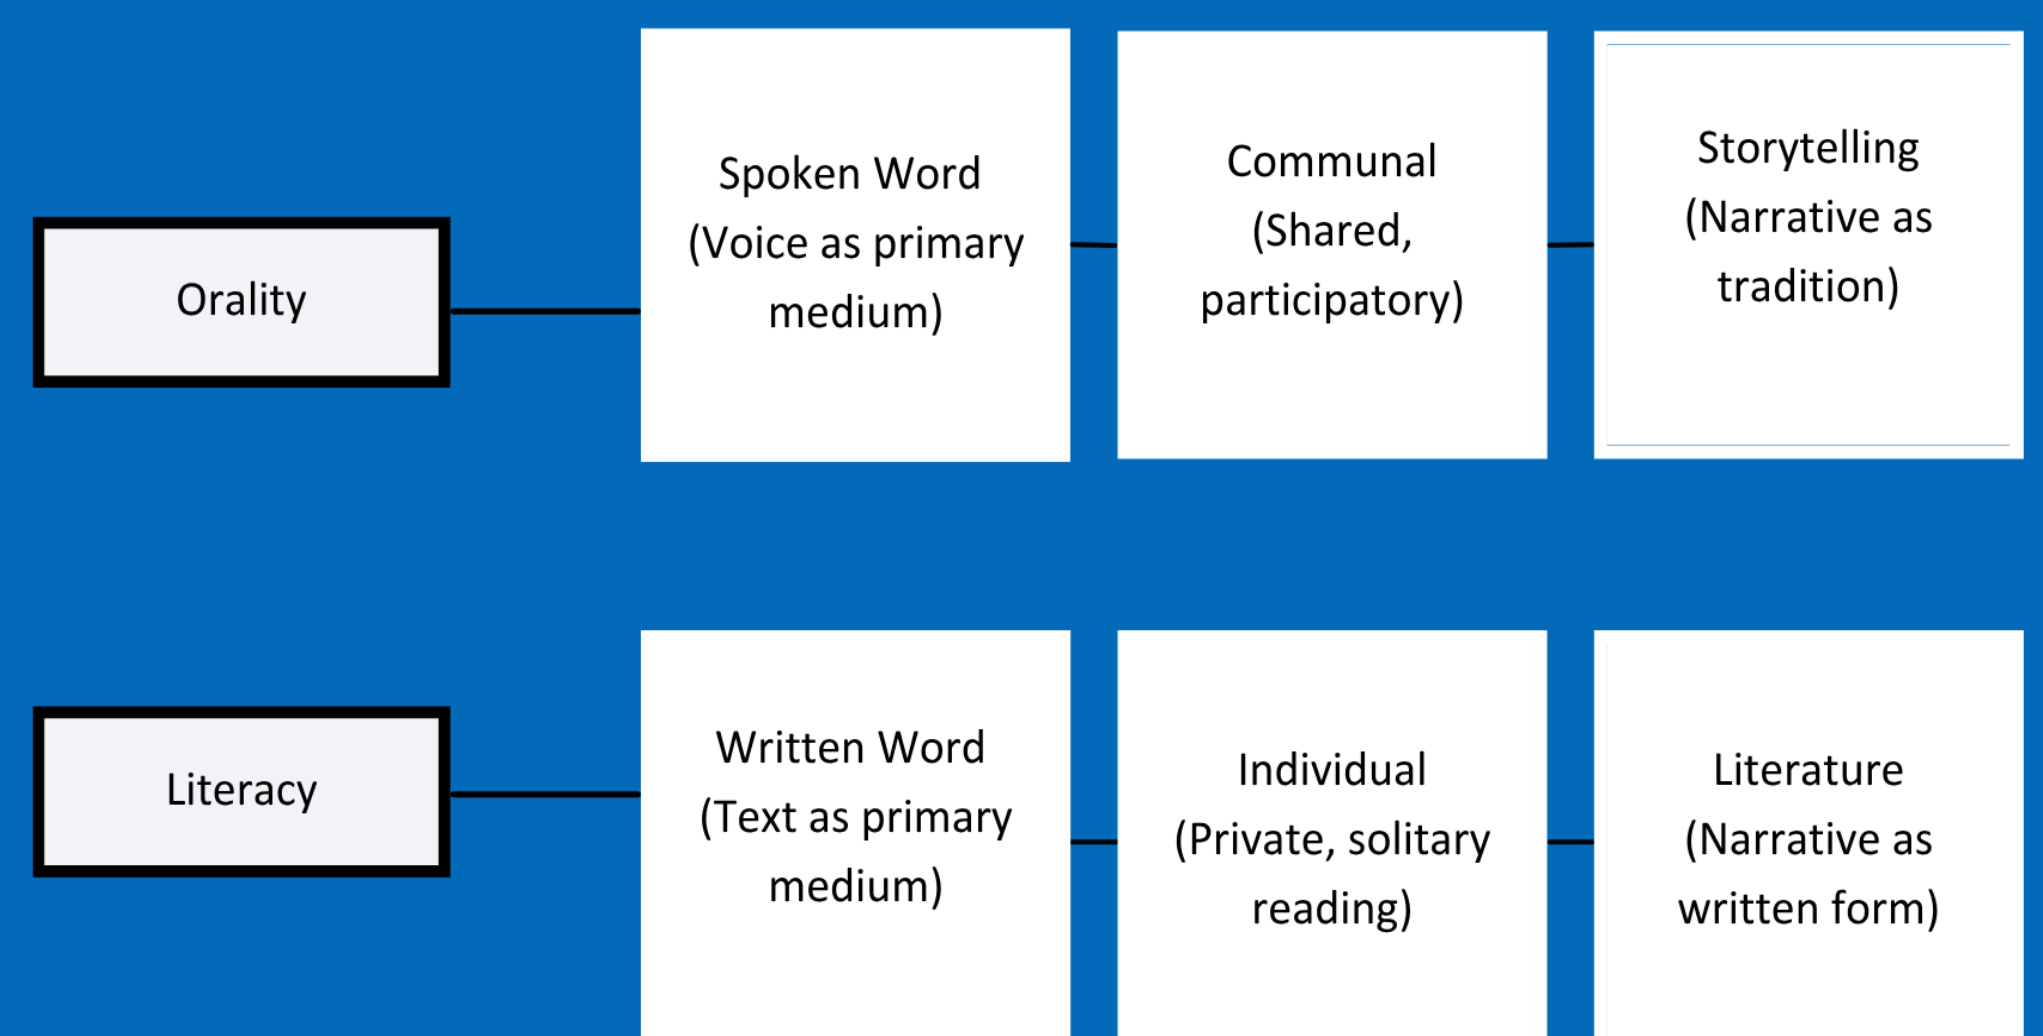 Orality
Spoken Word
(Voice as primary
medium)
Communal
(Shared,
participatory)
Storytelling
(Narrative as
tradition)
Literacy
Written Word
(Text as primary
medium)
Individual
(Private, solitary
reading)
Literature
(Narrative as
written form)